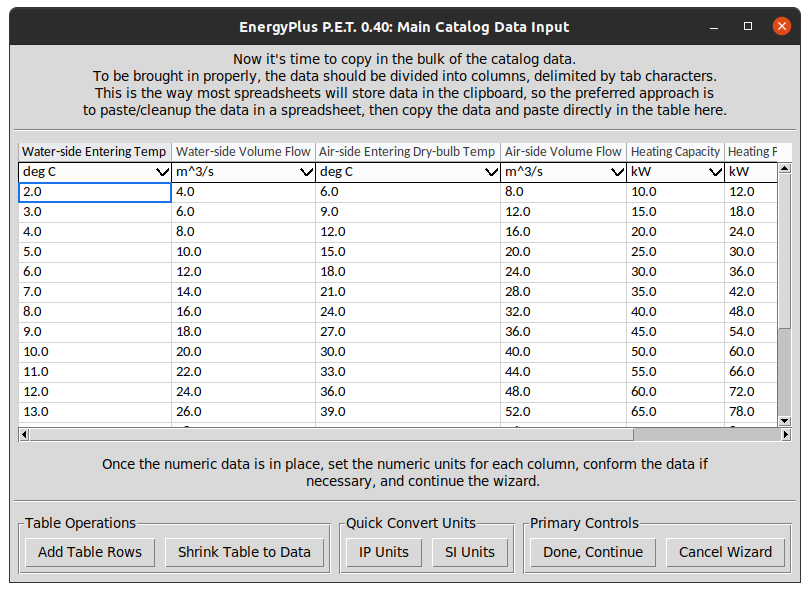 EnergyPlus P.E.T. 0.40: Main Catalog Data Input
Now it's time to copy in the bulk of the catalog data.
To be brought in properly, the data should be divided into columns, delimited by tab characters.
This is the way most spreadsheets will store data in the clipboard, so the preferred approach is
to paste/cleanup the data in a spreadsheet, then copy the data and paste directly in the table here.
Water-side Entering Temp Water-side Volume Flow Air-side Entering Dry-bulb Temp Air-side Volume Flow Heating Capacity Heating
deg C m^3/s deg C m^3/s kW kW
2.0 4.0 6.0 8.0 10.0 12.0
3.0 6.0 9.0 12.0 15.0 18.0
4.0 8.0 12.0 16.0 20.0 24.0
5.0 10.0 15.0 20.0 25.0 30.0
6.0 12.0 18.0 24.0 30.0 36.0
7.0 14.0 21.0 28.0 35.0 42.0
8.0 16.0 24.0 32.0 40.0 48.0
9.0 18.0 27.0 36.0 45.0 54.0
10.0 20.0 30.0 40.0 50.0 60.0
11.0 22.0 33.0 44.0 55.0 66.0
12.0 24.0 36.0 48.0 60.0 72.0
13.0 26.0 39.0 52.0 65.0 78.0
Once the numeric data is in place, set the numeric units for each column, conform the data if
necessary, and continue the wizard.
Table Operations Quick Convert Units Primary Controls
Add Table Rows Shrink Table to Data IP Units SI Units Done, Continue Cancel Wizard